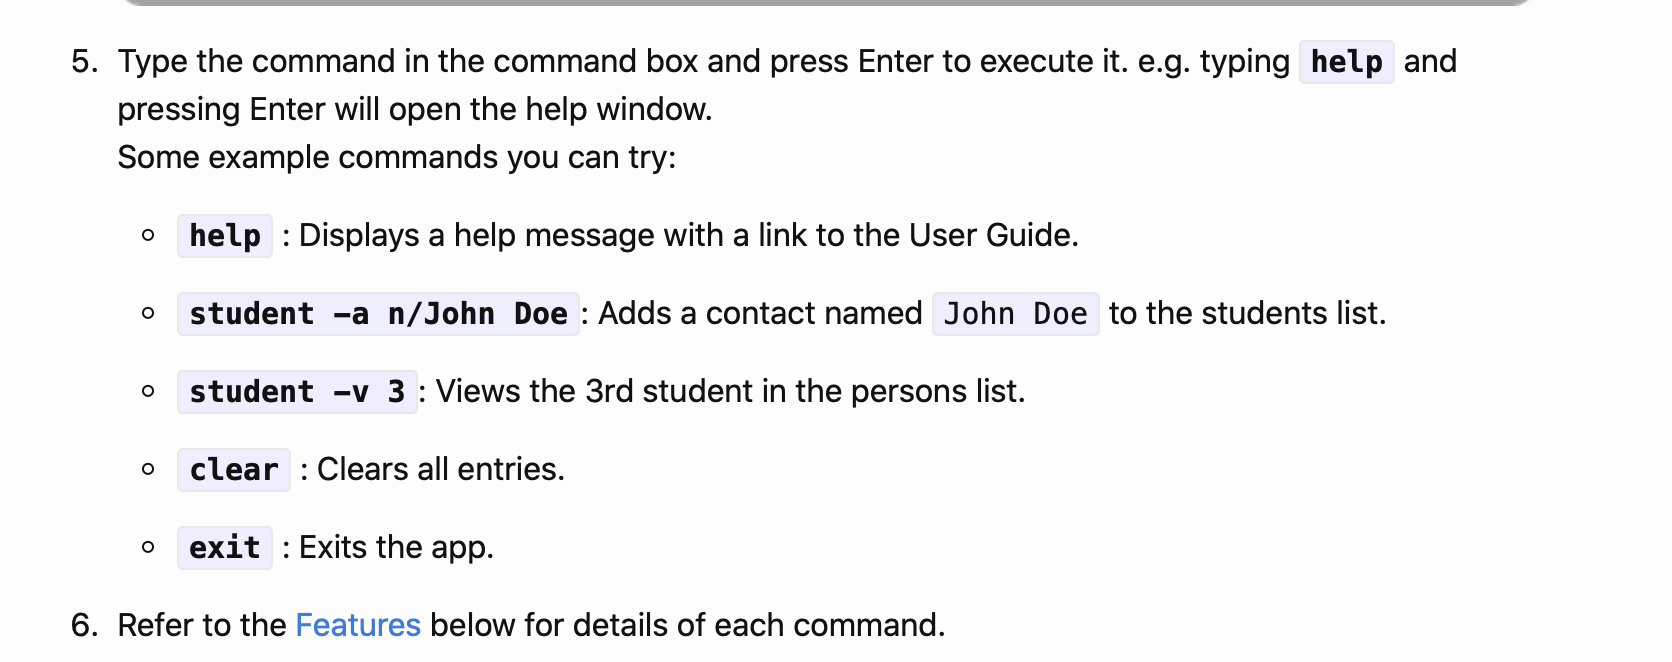 5. Type the command in the command box and press Enter to execute it. e.g. typing help and
pressing Enter will open the help window.
Some example commands you can try:
help : Displays a help message with a link to the User Guide.
student -a n/John Doe: Adds a contact named John Doe to the students list.
student -v 3: Views the 3rd student in the persons list.
clear : Clears all entries.
exit : Exits the app.
6. Refer to the Features below for details of each command.